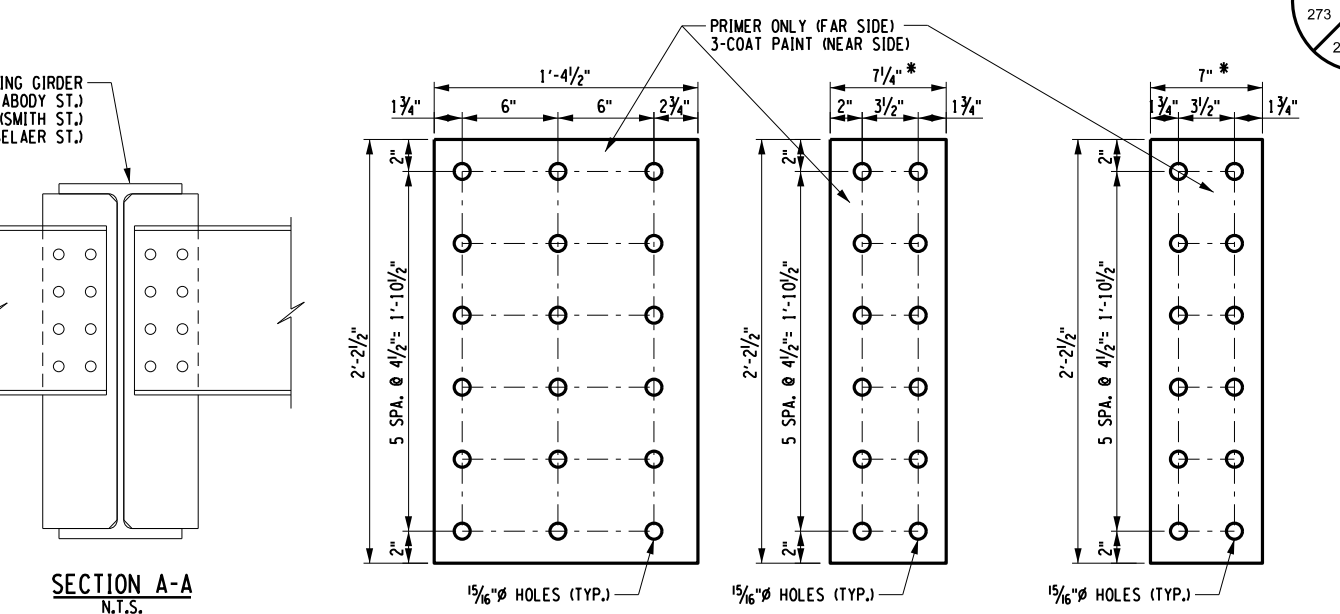 273
2
PRIMER ONLY (FAR SIDE)
3-COAT PAINT (NEAR SIDE)
ING GIRDER
ABODY ST.)
(SMITH ST.)
ELAER ST.)
1'-4½"
7¼" *
7" *
1¾" 6" 6" 2¾"
2" 3½" 1¾"
1¾" 3½" 1¾"
2"
2'-2½"
5 SPA. @ 4½"= 1'-10½"
2"
2"
2'-2½"
5 SPA. @ 4½"= 1'-10½"
2"
2"
2'-2½"
5 SPA. @ 4½"= 1'-10½"
2"
SECTION A-A
N.T.S.
15/16"Ø HOLES (TYP.)
15/16"Ø HOLES (TYP.)
15/16"Ø HOLES (TYP.)